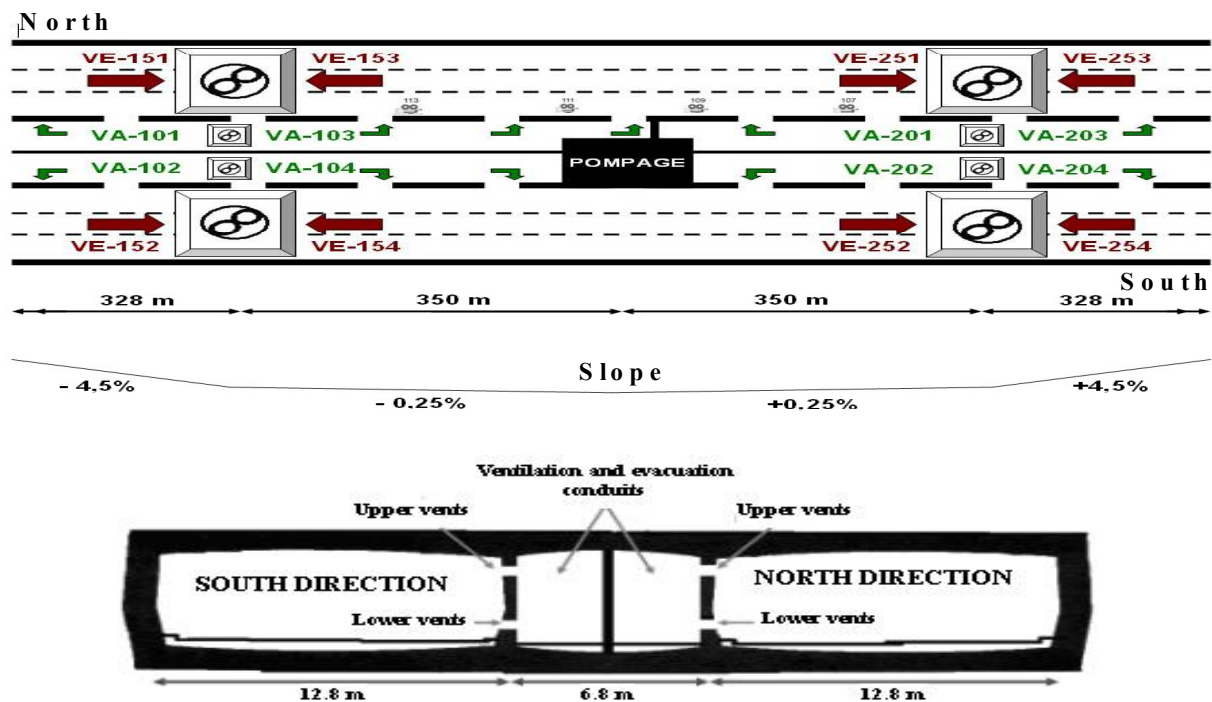 North
VE-151 VE-153 VE-251 VE-253
113 111 109 107
VA-101 VA-103 VA-201 VA-203
POMPAGE
VA-102 VA-104 VA-202 VA-204
VE-152 VE-154 VE-252 VE-254
South
328 m 350 m 350 m 328 m
Slope
- 4,5% - 0.25% +0.25% +4,5%
Ventilation and evacuation
conduits
Upper vents Upper vents
SOUTH DIRECTION NORTH DIRECTION
Lower vents Lower vents
12.8 m 6.8 m 12.8 m